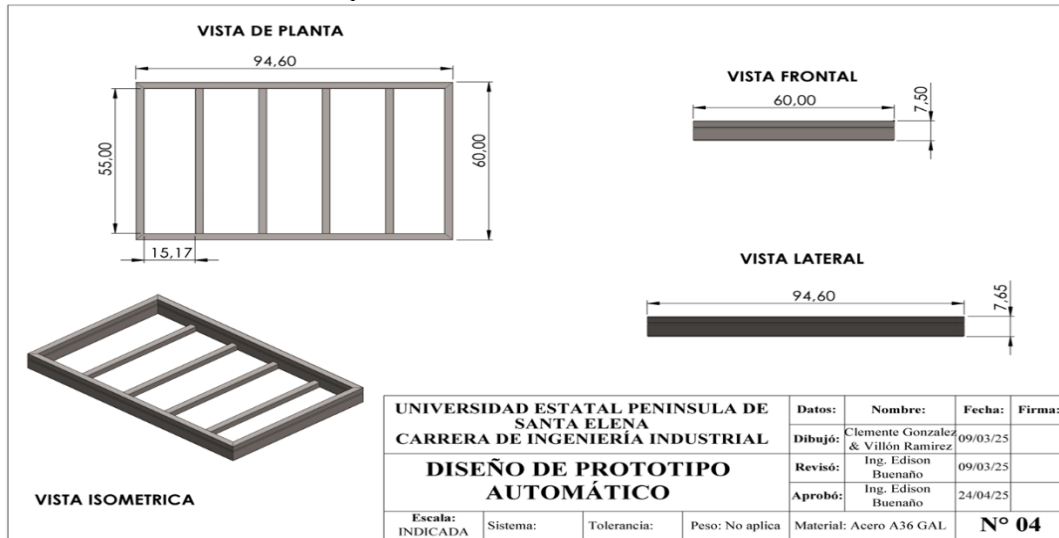 VISTA DE PLANTA
94,60
55,00
60,00
15,17
VISTA FRONTAL
60,00
7,50
VISTA LATERAL
94,60
7,65
VISTA ISOMETRICA
UNIVERSIDAD ESTATAL PENINSULA DE
SANTA ELENA
CARRERA DE INGENIERÍA INDUSTRIAL
DISEÑO DE PROTOTIPO
AUTOMÁTICO
Datos: Nombre: Fecha: Firma:
Dibujó: Clemente Gonzalez & Villón Ramirez 09/03/25
Revisó: Ing. Edison Buenaño 09/03/25
Aprobó: Ing. Edison Buenaño 24/04/25
Escala: INDICADA Sistema: Tolerancia: Peso: No aplica Material: Acero A36 GAL N° 04